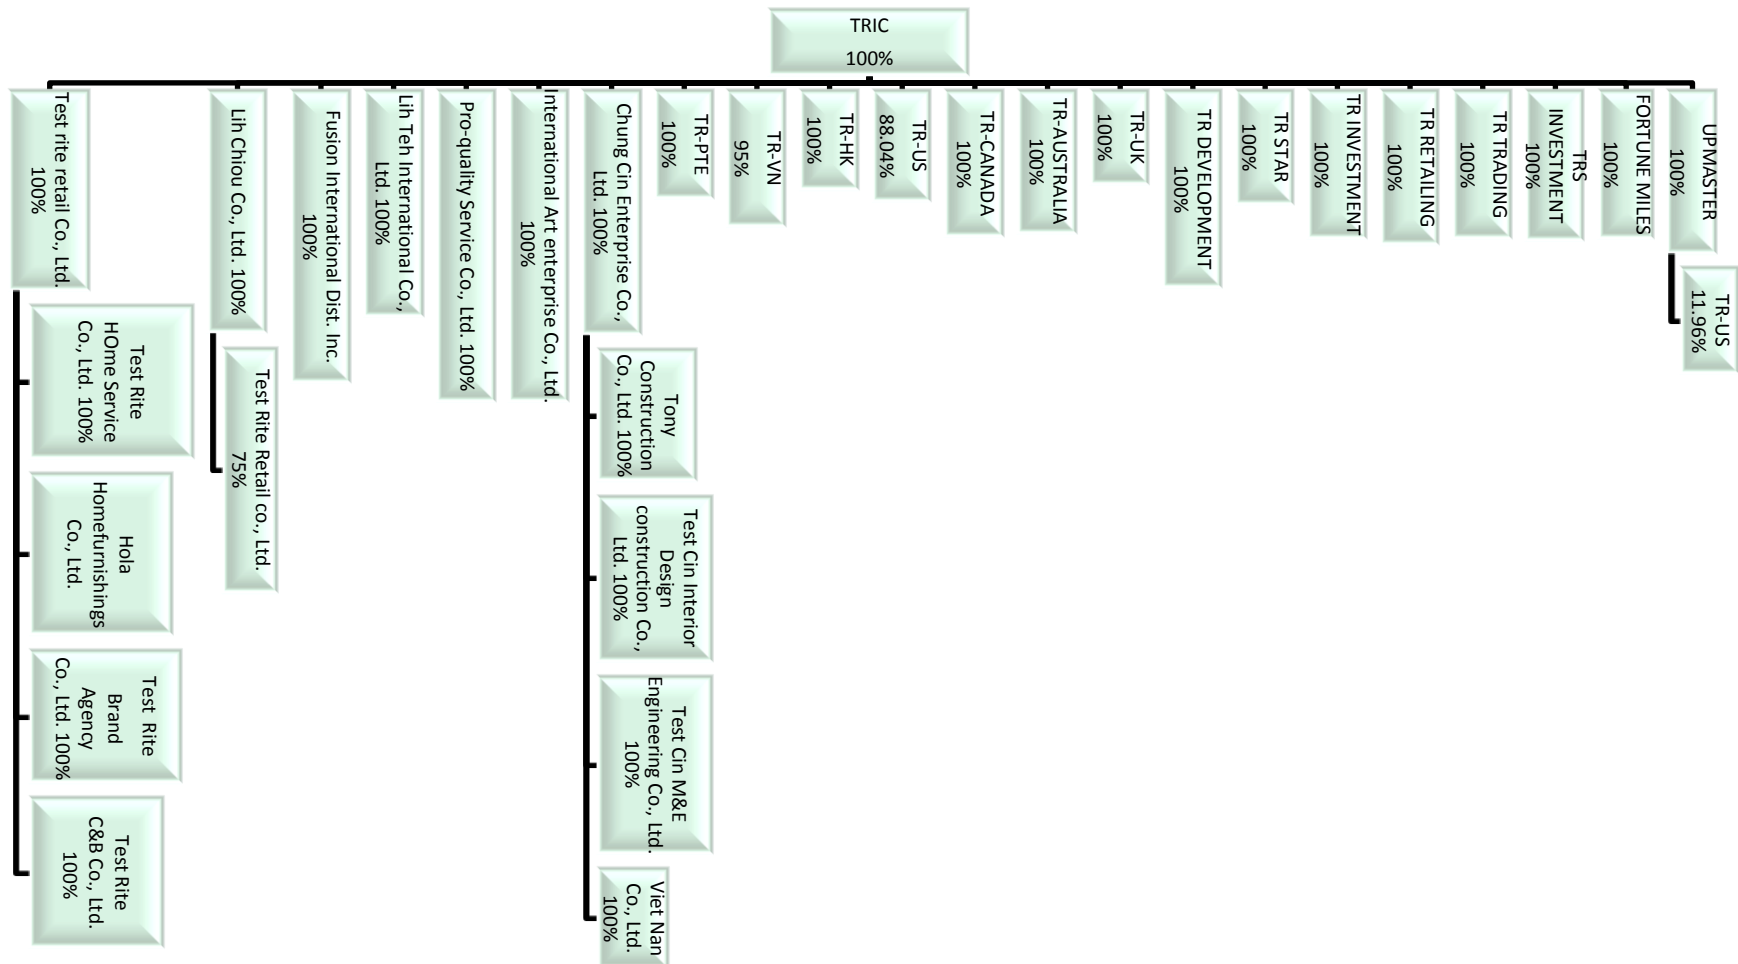 TRIC
100%
Test rite retail Co., Ltd.
100%
Lih Chiou Co., Ltd. 100%
Fusion International Dist. Inc.
100%
Lih Teh International Co.,
Ltd. 100%
Pro-quality Service Co., Ltd. 100%
International Art enterprise Co., Ltd.
100%
Chung Cin Enterprise Co.,
Ltd. 100%
TR-PTE
100%
TR-VN
95%
TR-HK
100%
TR-US
88.04%
TR-CANADA
100%
TR-AUSTRALIA
100%
TR-UK
100%
TR DEVELOPMENT
100%
TR STAR
100%
TR INVESTMENT
100%
TR RETAILING
100%
TR TRADING
100%
TRS
INVESTMENT
100%
FORTUNE MILES
100%
UPMASTER
100%
TR-US
11.96%
Test Rite
HOme Service
Co., Ltd. 100%
Hola
Homefurnishings
Co., Ltd.
Test Rite
Brand
Agency
Co., Ltd. 100%
Test Rite
C&B Co., Ltd.
100%
Test Rite Retail co., Ltd.
75%
Tony
Construction
Co., Ltd. 100%
Test Cin Interior
Design
construction Co.,
Ltd. 100%
Test Cin M&E
Engineering Co., Ltd.
100%
Viet Nan
Co., Ltd.
100%